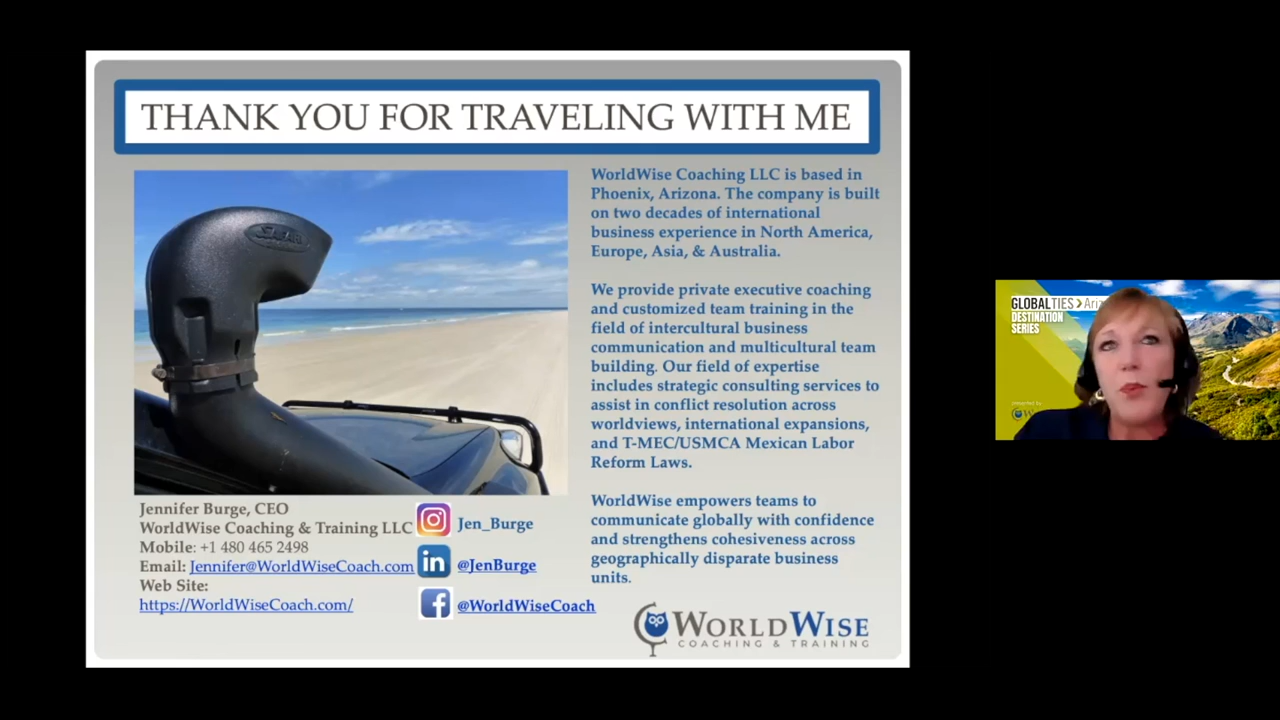 THANK YOU FOR TRAVELING WITH ME
SAFARI
Jennifer Burge, CEO
WorldWise Coaching & Training LLC
Mobile: +1 480 465 2498
Email: Jennifer@WorldWiseCoach.com
Web Site:
https://WorldWiseCoach.com/
Jen_Burge
@JenBurge
@WorldWiseCoach
WorldWise Coaching LLC is based in
Phoenix, Arizona. The company is built
on two decades of international
business experience in North America,
Europe, Asia, & Australia.
We provide private executive coaching
and customized team training in the
field of intercultural business
communication and multicultural team
building. Our field of expertise
includes strategic consulting services to
assist in conflict resolution across
worldviews, international expansions,
and T-MEC/USMCA Mexican Labor
Reform Laws.
WorldWise empowers teams to
communicate globally with confidence
and strengthens cohesiveness across
geographically disparate business
units.
WORLDWISE
COACHING & TRAINING
GLOBALTIES > Ariz
DESTINATION
SERIES
presented by